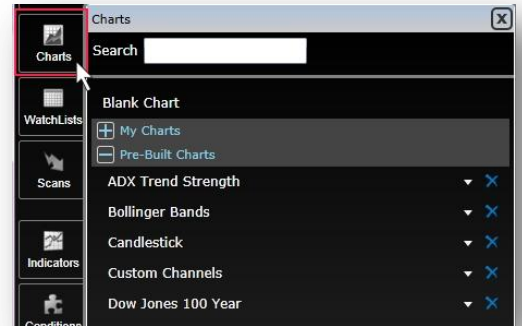 Charts
WatchLists
Scans
Indicators
Conditions
Charts
X
Search
Blank Chart
My Charts
Pre-Built Charts
ADX Trend Strength
Bollinger Bands
Candlestick
Custom Channels
Dow Jones 100 Year